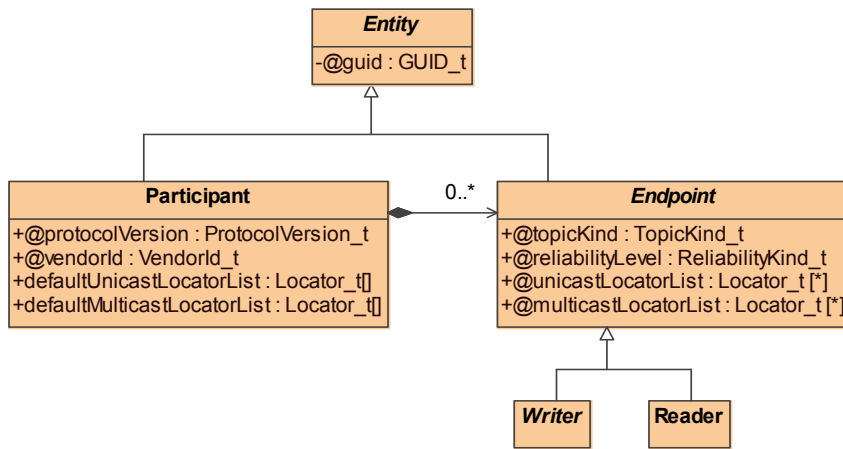 Entity
-@guid : GUID_t
Participant
+@protocolVersion : ProtocolVersion_t
+@vendorId : VendorId_t
+defaultUnicastLocatorList : Locator_t[]
+defaultMulticastLocatorList : Locator_t[]
0..*
Endpoint
+@topicKind : TopicKind_t
+@reliabilityLevel : ReliabilityKind_t
+@unicastLocatorList : Locator_t [*]
+@multicastLocatorList : Locator_t [*]
Writer
Reader